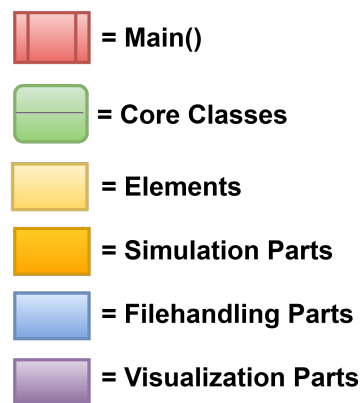 = Main()
= Core Classes
= Elements
= Simulation Parts
= Filehandling Parts
= Visualization Parts